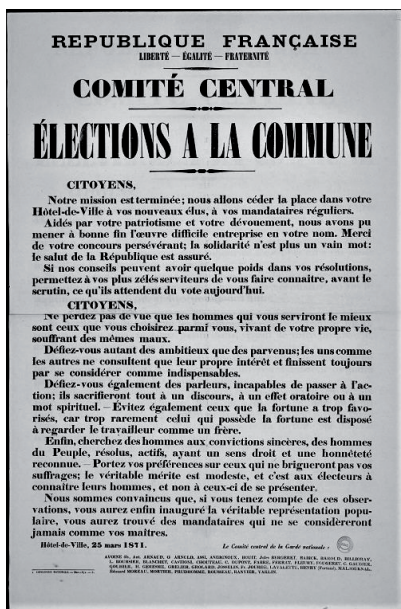 REPUBLIQUE FRANÇAISE
LIBERTÉ — ÉGALITÉ — FRATERNITÉ
COMITÉ CENTRAL
ÉLECTIONS A LA COMMUNE
CITOYENS,
Notre mission est terminée; nous allons céder la place dans votre
Hôtel-de-Ville à vos nouveaux élus, à vos mandataires réguliers.
Aidés par votre patriotisme et votre dévouement, nous avons pu
mener à bonne fin l'œuvre difficile entreprise en votre nom. Merci
de votre concours persévérant; la solidarité n'est plus un vain mot:
le salut de la République est assuré.
Si nos conseils peuvent avoir quelque poids dans vos résolutions,
permettez à vos plus zélés serviteurs de vous faire connaître, avant le
scrutin, ce qu'ils attendent du vote aujourd'hui.
CITOYENS,
Ne perdez pas de vue que les hommes qui vous serviront le mieux
sont ceux que vous choisirez parmi vous, vivant de votre propre vie,
souffrant des mêmes maux.
Défiez-vous autant des ambitieux que des parvenus; les uns comme
les autres ne consultent que leur propre intérêt et finissent toujours
par se considérer comme indispensables.
Défiez-vous également des parleurs, incapables de passer à l'ac-
tion; ils sacrifieront tout à un discours, à un effet oratoire ou à un
mot spirituel. — Évitez également ceux que la fortune a trop favo-
risés, car trop rarement celui qui possède la fortune est disposé
à regarder le travailleur comme un frère.
Enfin, cherchez des hommes aux convictions sincères, des hommes
du Peuple, résolus, actifs, ayant un sens droit et une honnêteté
reconnue. — Portez vos préférences sur ceux qui ne brigueront pas vos
suffrages; le véritable mérite est modeste, et c'est aux électeurs à
connaître leurs hommes, et non à ceux-ci de se présenter.
Nous sommes convaincus que, si vous tenez compte de ces obser-
vations, vous aurez enfin inauguré la véritable représentation popu-
laire, vous aurez trouvé des mandataires qui ne se considèreront
jamais comme vos maîtres.
Hôtel-de-Ville, 25 mars 1871.
Le Comité central de la Garde nationale: